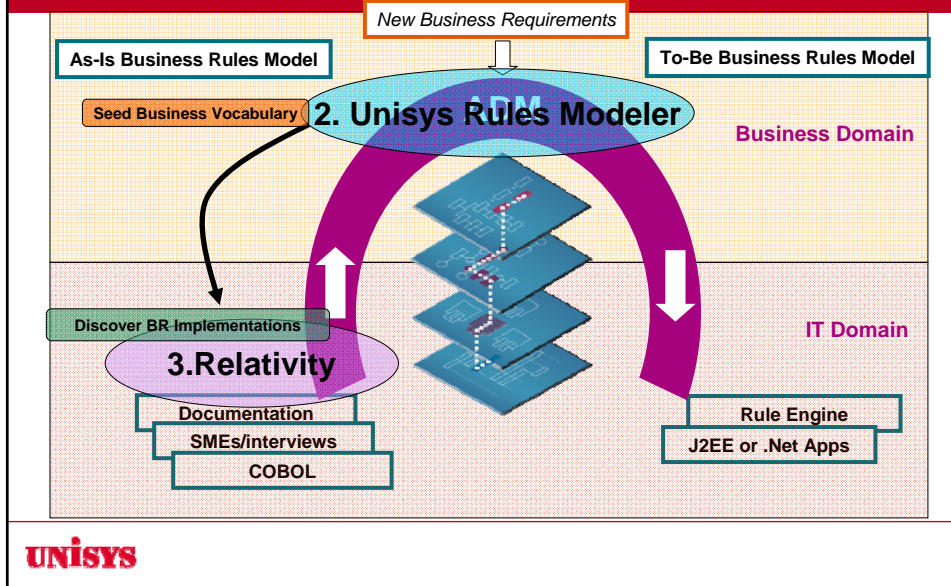 New Business Requirements
As-Is Business Rules Model
To-Be Business Rules Model
ADM
Seed Business Vocabulary
2. Unisys Rules Modeler
Business Domain
Discover BR Implementations
IT Domain
3.Relativity
Documentation
SMEs/interviews
COBOL
Rule Engine
J2EE or .Net Apps
UNISYS